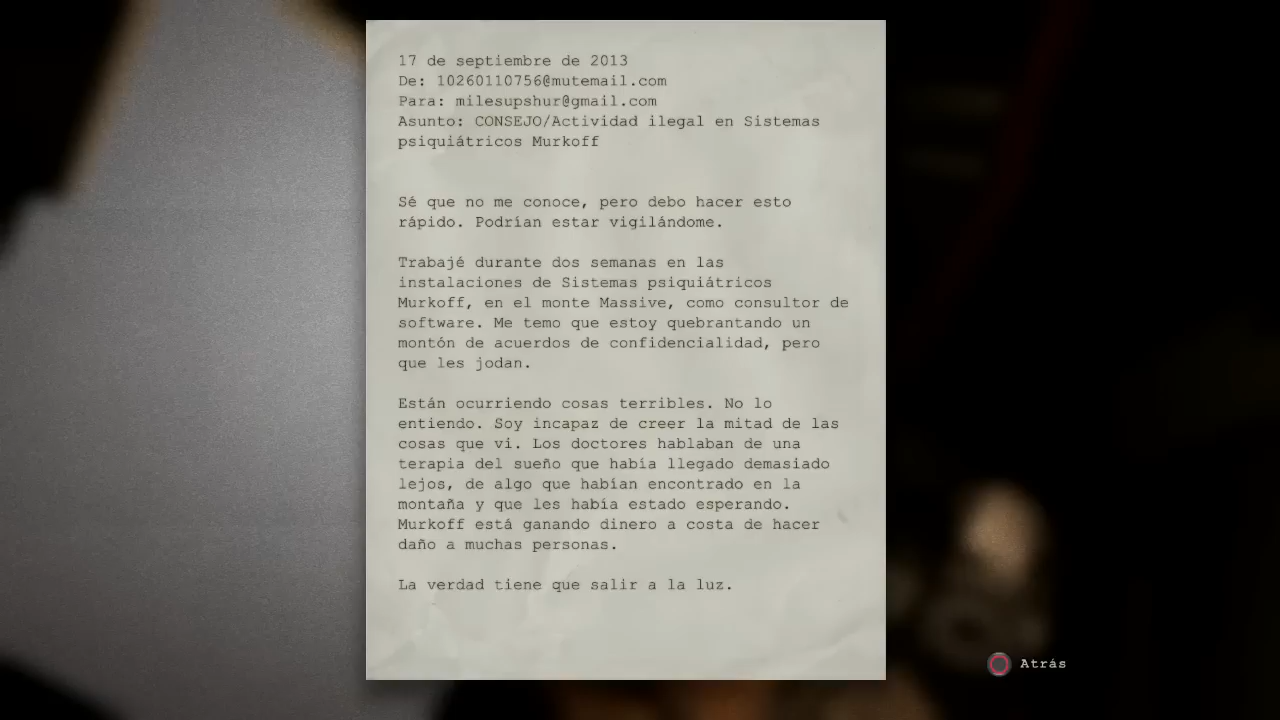 17 de septiembre de 2013
De: 10260110756@mutemail.com
Para: milesupshur@gmail.com
Asunto: CONSEJO/Actividad ilegal en Sistemas
psiquiátricos Murkoff
Sé que no me conoce, pero debo hacer esto
rápido. Podrían estar vigilándome.
Trabajé durante dos semanas en las
instalaciones de Sistemas psiquiátricos
Murkoff, en el monte Massive, como consultor de
software. Me temo que estoy quebrantando un
montón de acuerdos de confidencialidad, pero
que les jodan.
Están ocurriendo cosas terribles. No lo
entiendo. Soy incapaz de creer la mitad de las
cosas que vi. Los doctores hablaban de una
terapia del sueño que había llegado demasiado
lejos, de algo que habían encontrado en la
montaña y que les había estado esperando.
Murkoff está ganando dinero a costa de hacer
daño a muchas personas.
La verdad tiene que salir a la luz.
Atrás